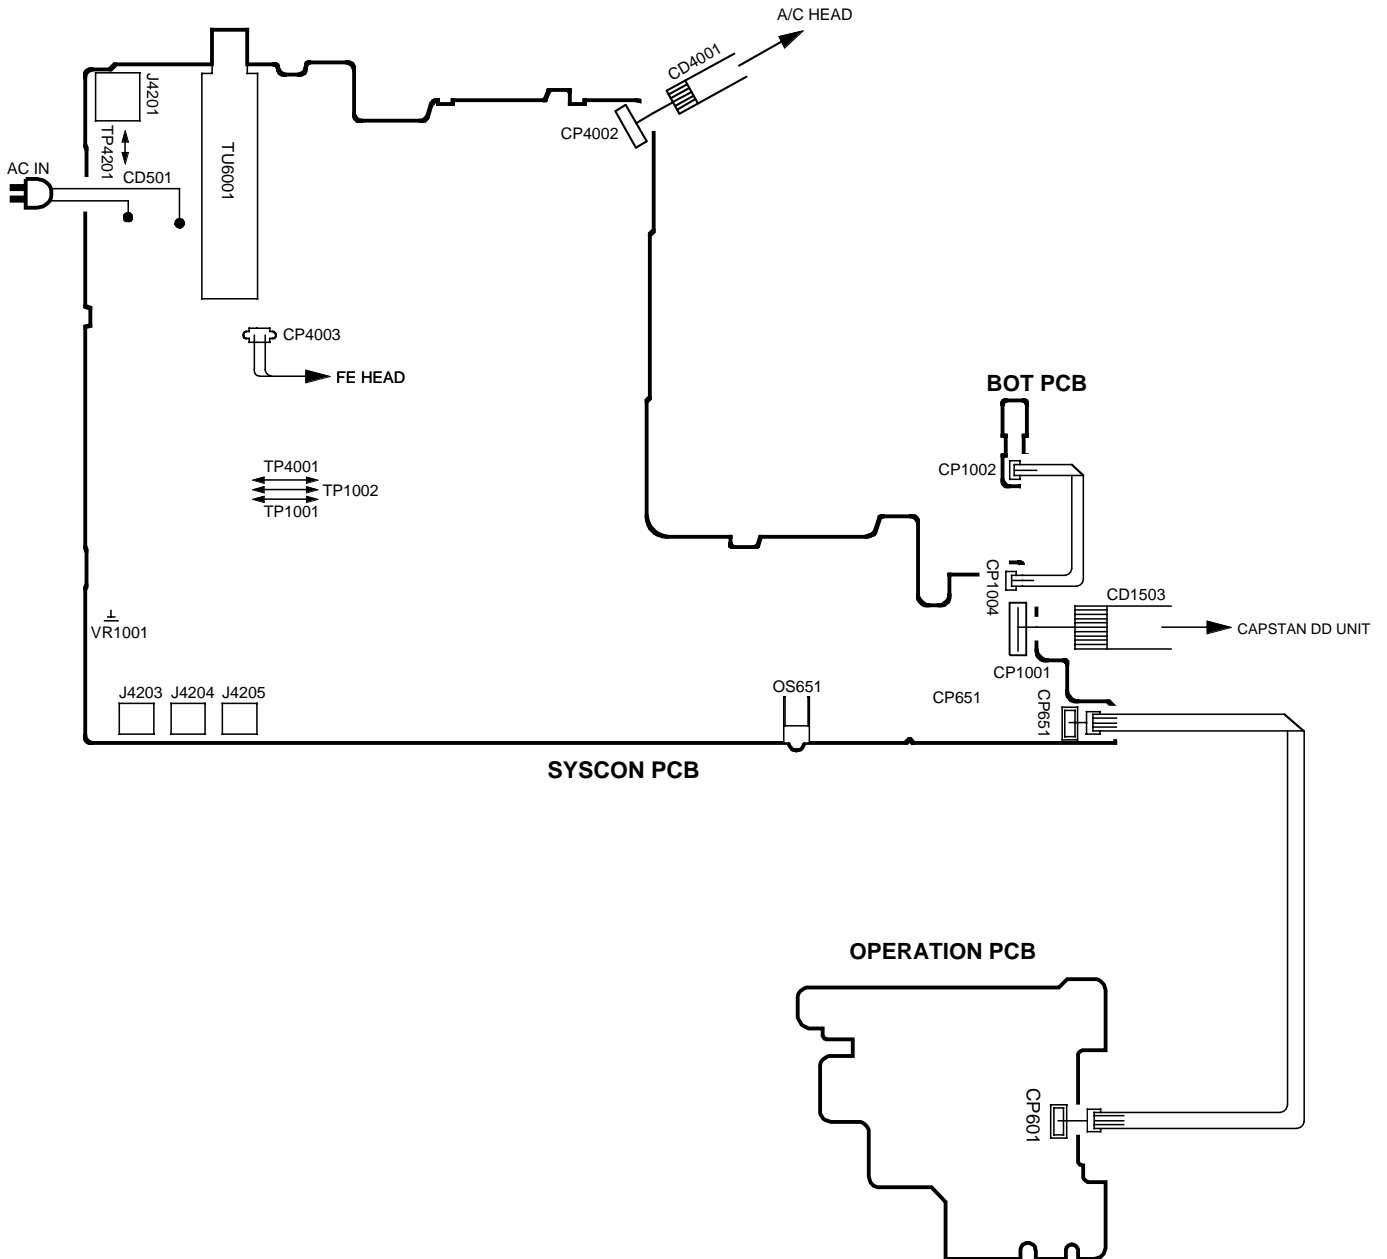 A/C HEAD
CD4001
J4201
CP4002
TP4201
TU6001
AC IN
CD501
CP4003
FE HEAD
BOT PCB
TP4001
CP1002
TP1002
TP1001
CP1004
CD1503
VR1001
CAPSTAN DD UNIT
CP1001
J4203 J4204 J4205
OS651
CP651
CP651
SYSCON PCB
OPERATION PCB
CP601